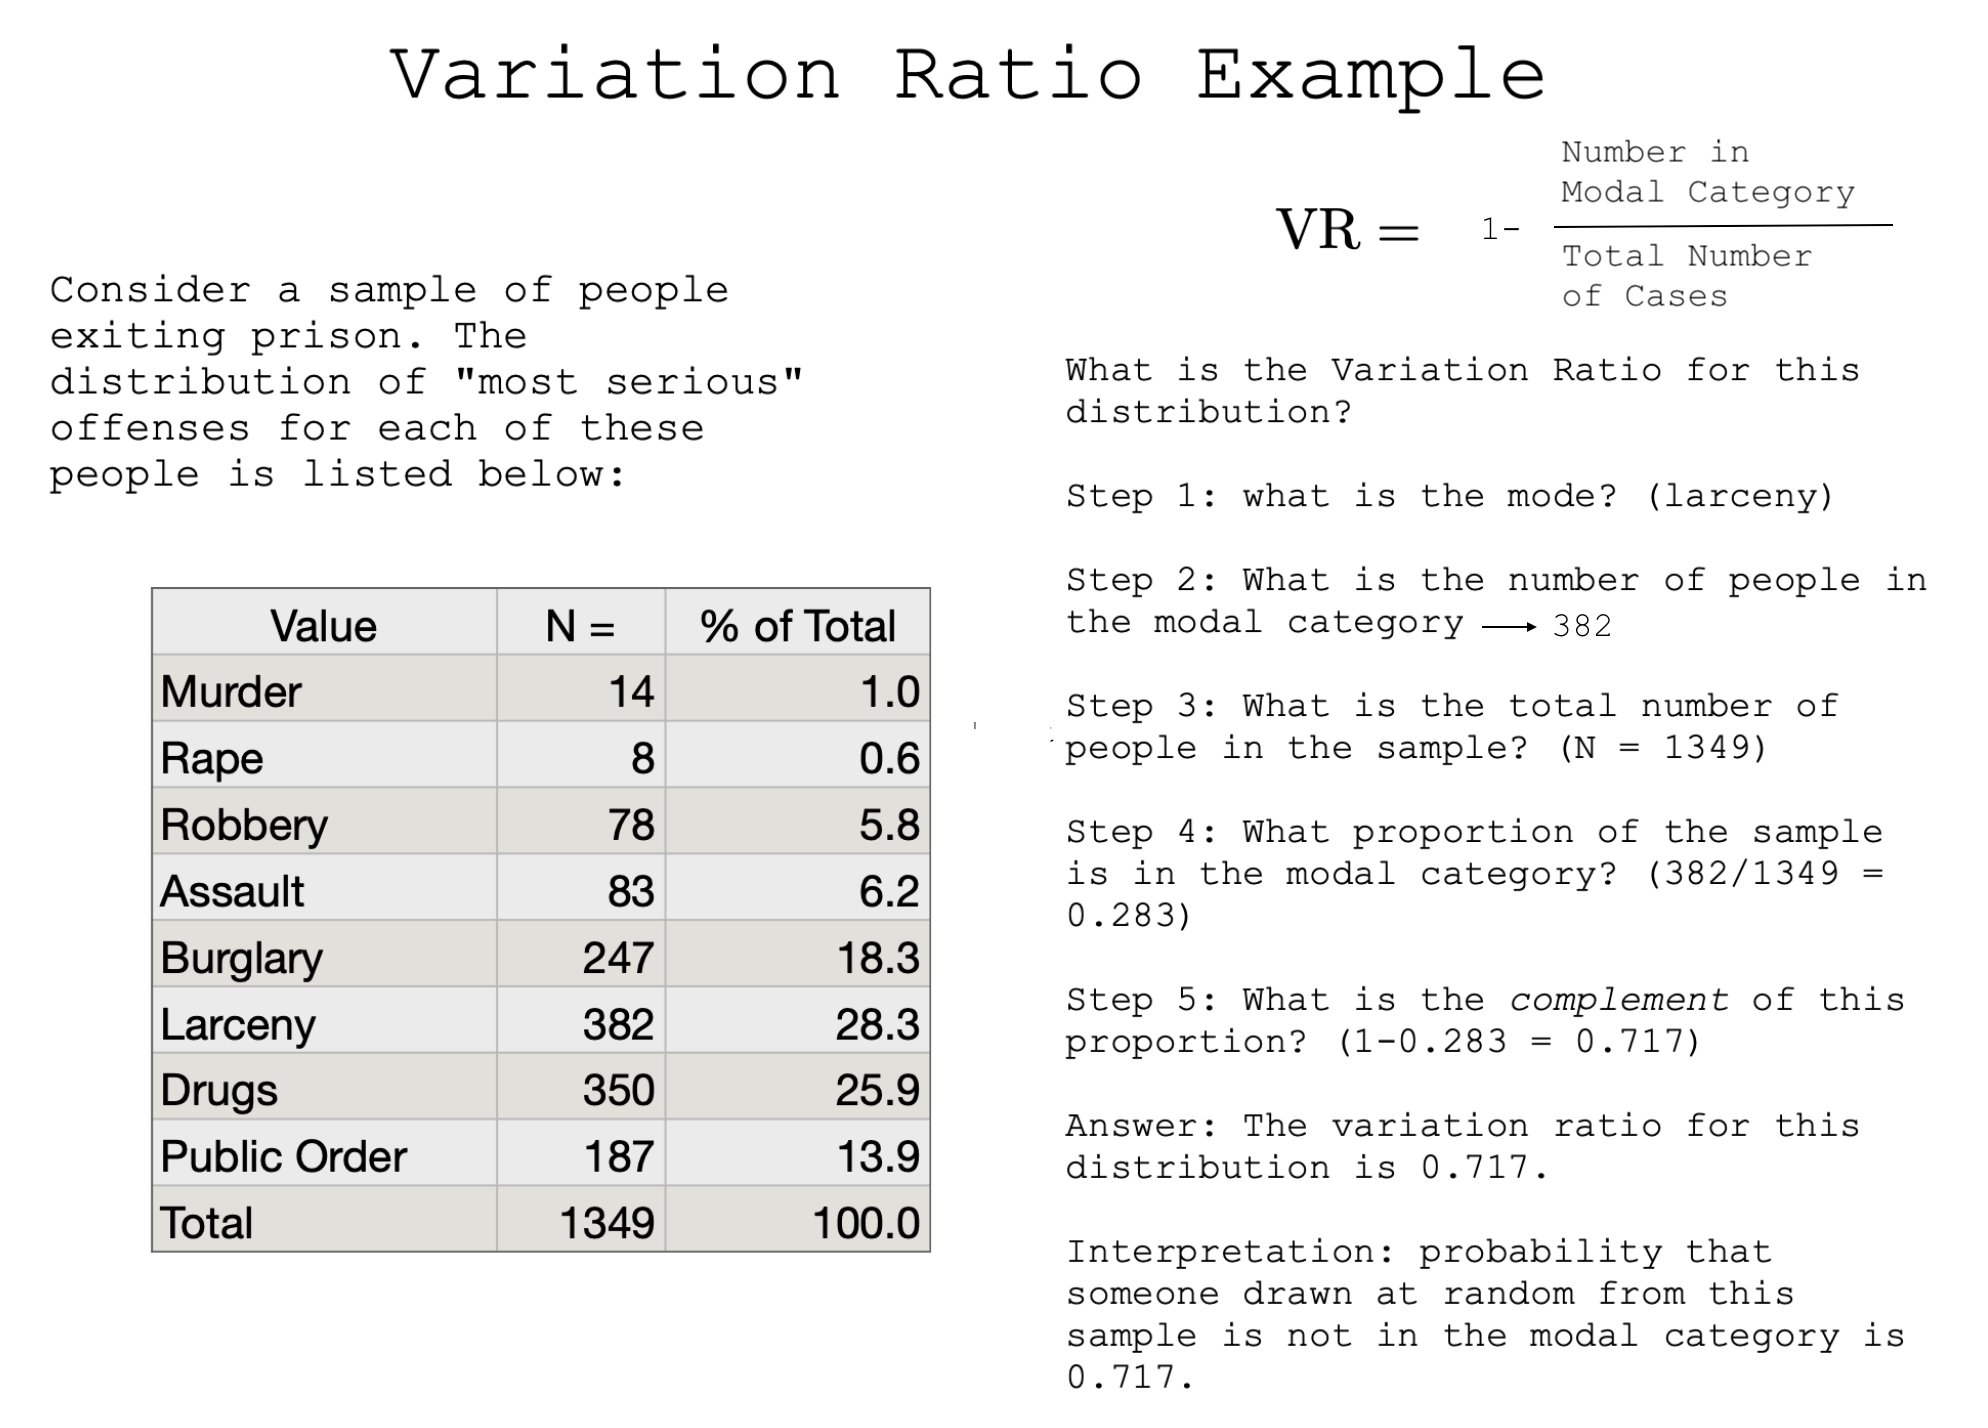 Variation Ratio Example
Consider a sample of people
exiting prison. The
distribution of "most serious"
offenses for each of these
people is listed below:
Value N = % of Total
Murder 14 1.0
Rape 8 0.6
Robbery 78 5.8
Assault 83 6.2
Burglary 247 18.3
Larceny 382 28.3
Drugs 350 25.9
Public Order 187 13.9
Total 1349 100.0
Number in
Modal Category
VR = 1-
Total Number
of Cases
What is the Variation Ratio for this
distribution?
Step 1: what is the mode? (larceny)
Step 2: What is the number of people in
the modal category → 382
Step 3: What is the total number of
people in the sample? (N = 1349)
Step 4: What proportion of the sample
is in the modal category? (382/1349 =
0.283)
Step 5: What is the complement of this
proportion? (1-0.283 = 0.717)
Answer: The variation ratio for this
distribution is 0.717.
Interpretation: probability that
someone drawn at random from this
sample is not in the modal category is
0.717.